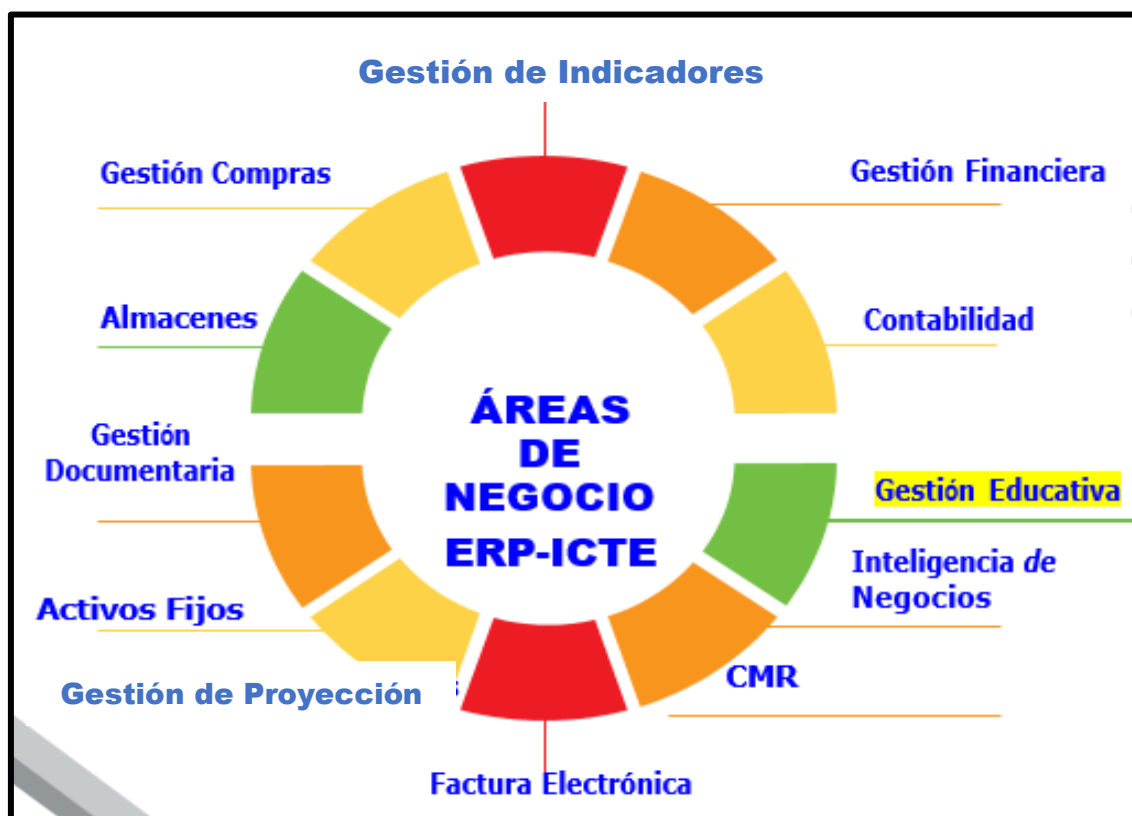 Gestión de Indicadores
Gestión Compras
Gestión Financiera
Almacenes
Contabilidad
ÁREAS
DE
NEGOCIO
ERP-ICTE
Gestión
Documentaria
Gestión Educativa
Inteligencia de
Negocios
Activos Fijos
CMR
Gestión de Proyección
Factura Electrónica